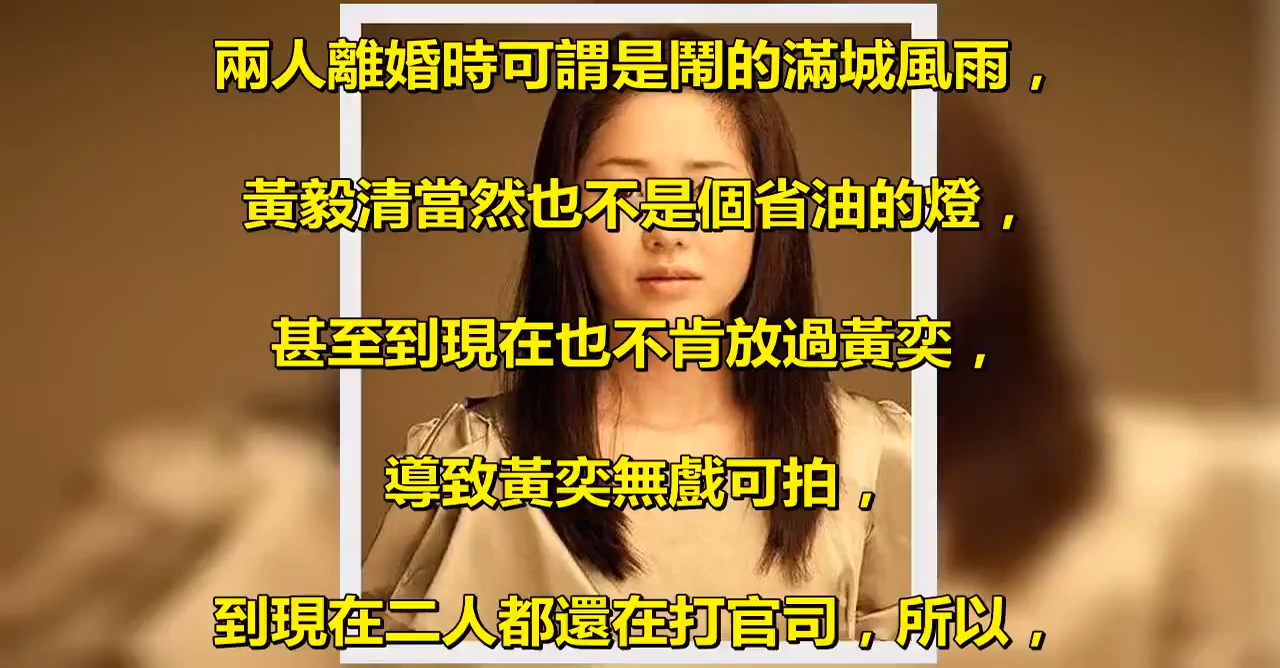 兩人離婚時可謂是鬧的滿城風雨，
黃毅清當然也不是個省油的燈，
甚至到現在也不肯放過黃奕，
導致黃奕無戲可拍，
到現在二人都還在打官司，所以，